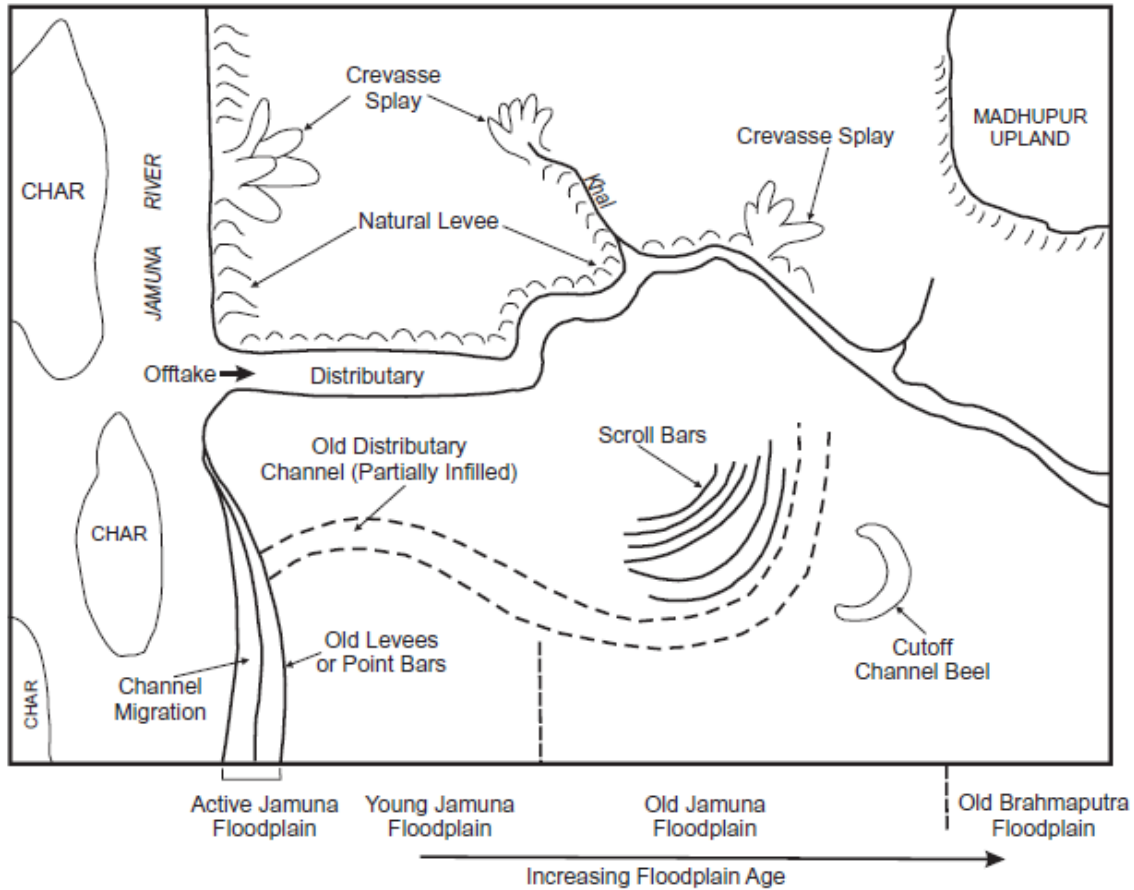 Crevasse
Splay
Crevasse Splay
MADHUPUR
UPLAND
CHAR
JAMUNA RIVER
Khal
Natural Levee
Offtake
Distributary
Old Distributary
Channel (Partially Infilled)
Scroll Bars
CHAR
Old Levees
or Point Bars
Cutoff
Channel Beel
Channel
Migration
CHAR
Active Jamuna
Floodplain
Young Jamuna
Floodplain
Old Jamuna
Floodplain
Old Brahmaputra
Floodplain
Increasing Floodplain Age